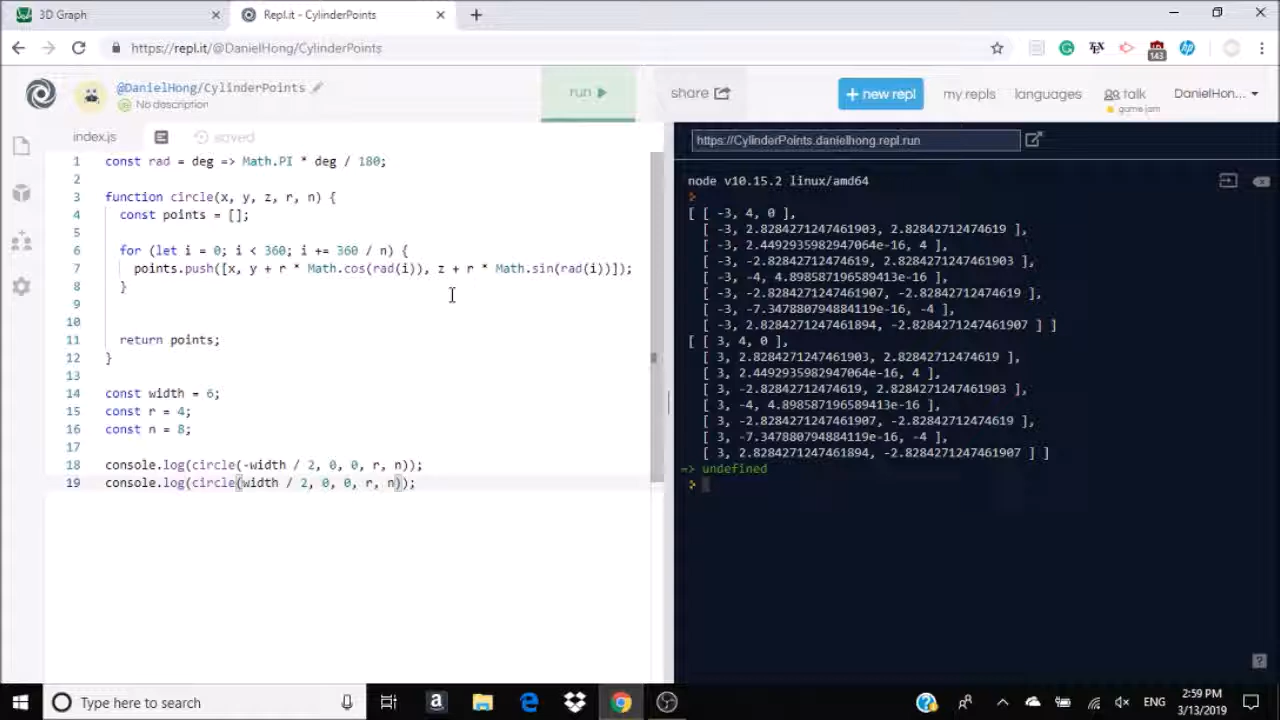 3D Graph
Repl.it - CylinderPoints
https://repl.it/@DanielHong/CylinderPoints
143
@DanielHong/CylinderPoints
No description
run
share
+ new repl
my repls
languages
talk
game jam
DanielHon...
index.js
saved
https://CylinderPoints.danielhong.repl.run
1 const rad = deg => Math.PI * deg / 180;
2
3 function circle(x, y, z, r, n) {
4 const points = [];
5
6 for (let i = 0; i < 360; i += 360 / n) {
7 points.push([x, y + r * Math.cos(rad(i)), z + r * Math.sin(rad(i))]);
8 }
9
10
11 return points;
12 }
13
14 const width = 6;
15 const r = 4;
16 const n = 8;
17
18 console.log(circle(-width / 2, 0, 0, r, n));
19 console.log(circle(width / 2, 0, 0, r, n));
node v10.15.2 linux/amd64
[ [ -3, 4, 0 ],
[ -3, 2.8284271247461903, 2.82842712474619 ],
[ -3, 2.4492935982947064e-16, 4 ],
[ -3, -2.82842712474619, 2.8284271247461903 ],
[ -3, -4, 4.898587196589413e-16 ],
[ -3, -2.8284271247461907, -2.82842712474619 ],
[ -3, -7.347880794884119e-16, -4 ],
[ -3, 2.8284271247461894, -2.8284271247461907 ] ]
[ [ 3, 4, 0 ],
[ 3, 2.8284271247461903, 2.82842712474619 ],
[ 3, 2.4492935982947064e-16, 4 ],
[ 3, -2.82842712474619, 2.8284271247461903 ],
[ 3, -4, 4.898587196589413e-16 ],
[ 3, -2.8284271247461907, -2.82842712474619 ],
[ 3, -7.347880794884119e-16, -4 ],
[ 3, 2.8284271247461894, -2.8284271247461907 ] ]
=> undefined
?
Type here to search
ENG
2:59 PM
3/13/2019